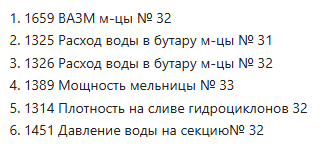 1. 1659 ВАЗМ м-цы № 32
2. 1325 Расход воды в бутару м-цы № 31
3. 1326 Расход воды в бутару м-цы № 32
4. 1389 Мощность мельницы № 33
5. 1314 Плотность на сливе гидроциклонов 32
6. 1451 Давление воды на секцию№ 32